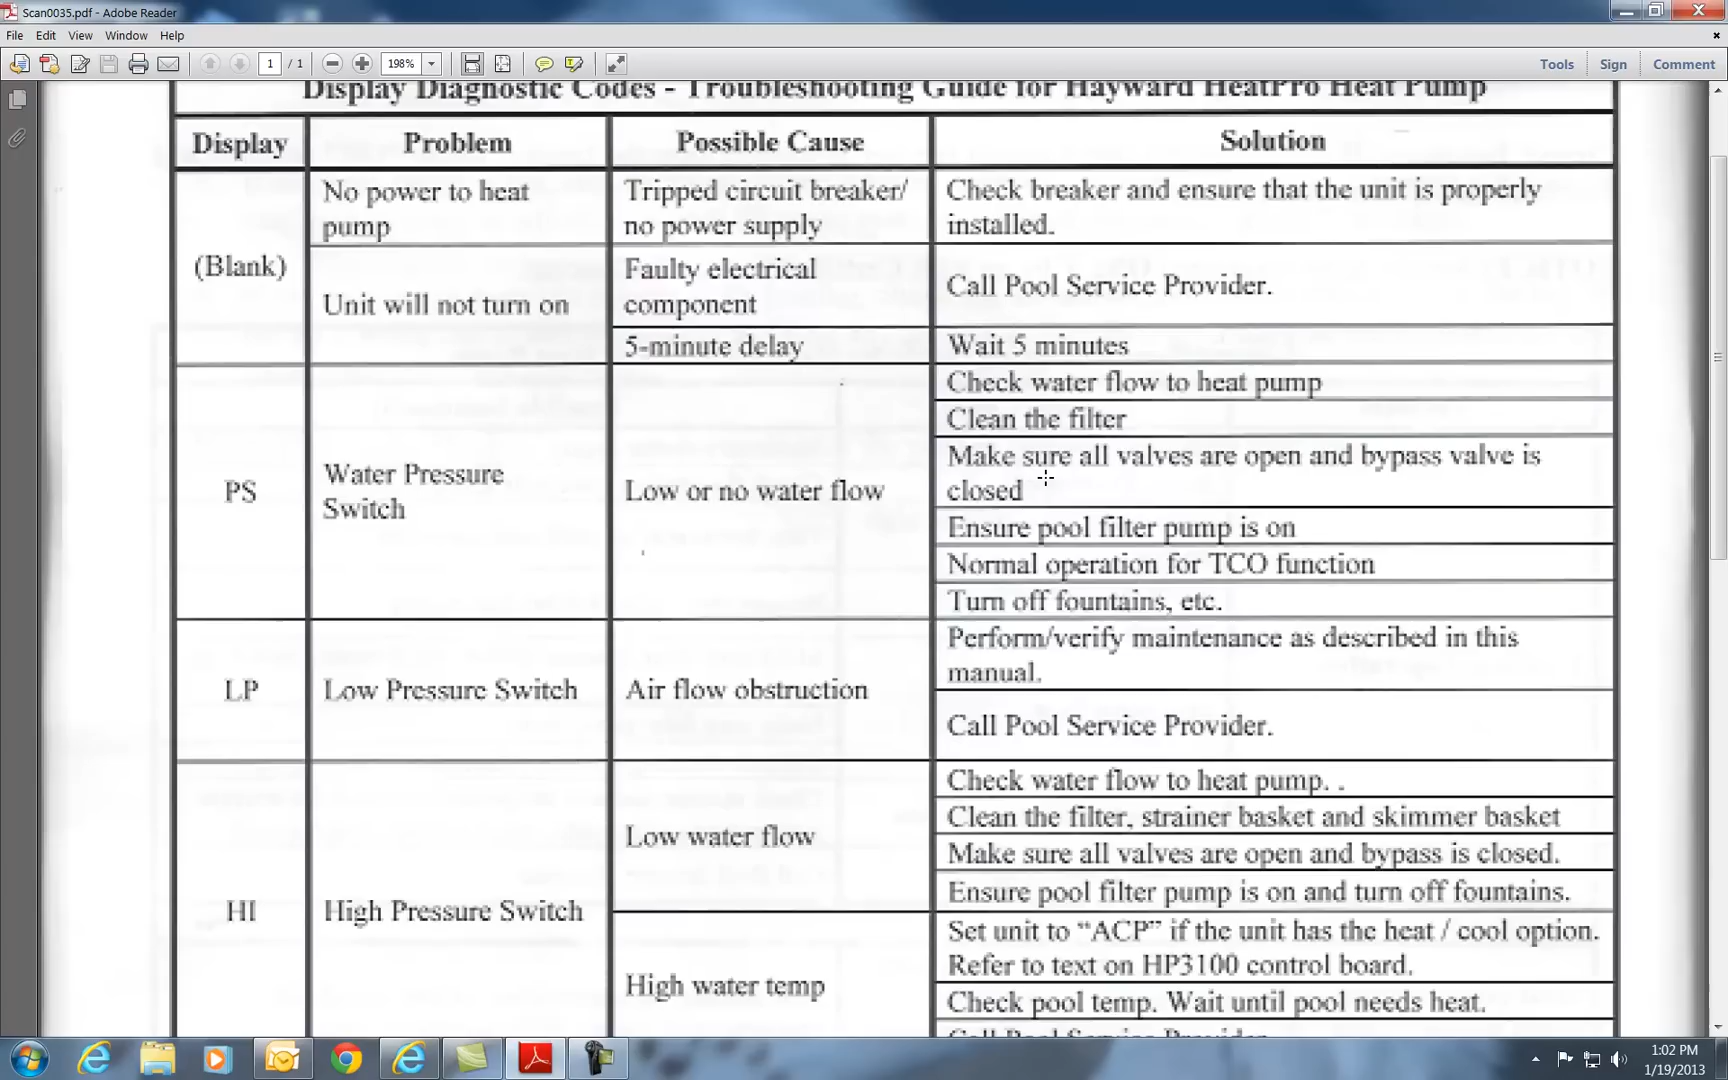 Scan0035.pdf - Adobe Reader
File Edit View Window Help
1 / 1 198% Tools Sign Comment
Display Diagnostic Codes - Troubleshooting Guide for Hayward HeatPro Heat Pump
Display Problem Possible Cause Solution
(Blank)
No power to heat
pump
Tripped circuit breaker/
no power supply
Check breaker and ensure that the unit is properly
installed.
Unit will not turn on
Faulty electrical
component
Call Pool Service Provider.
5-minute delay
Wait 5 minutes
PS
Water Pressure
Switch
Low or no water flow
Check water flow to heat pump
Clean the filter
Make sure all valves are open and bypass valve is
closed
Ensure pool filter pump is on
Normal operation for TCO function
Turn off fountains, etc.
LP
Low Pressure Switch
Air flow obstruction
Perform/verify maintenance as described in this
manual.
Call Pool Service Provider.
HI
High Pressure Switch
Low water flow
Check water flow to heat pump. .
Clean the filter, strainer basket and skimmer basket
Make sure all valves are open and bypass is closed.
Ensure pool filter pump is on and turn off fountains.
High water temp
Set unit to “ACP” if the unit has the heat / cool option.
Refer to text on HP3100 control board.
Check pool temp. Wait until pool needs heat.
Call Pool Service Provider.
1:02 PM
1/19/2013